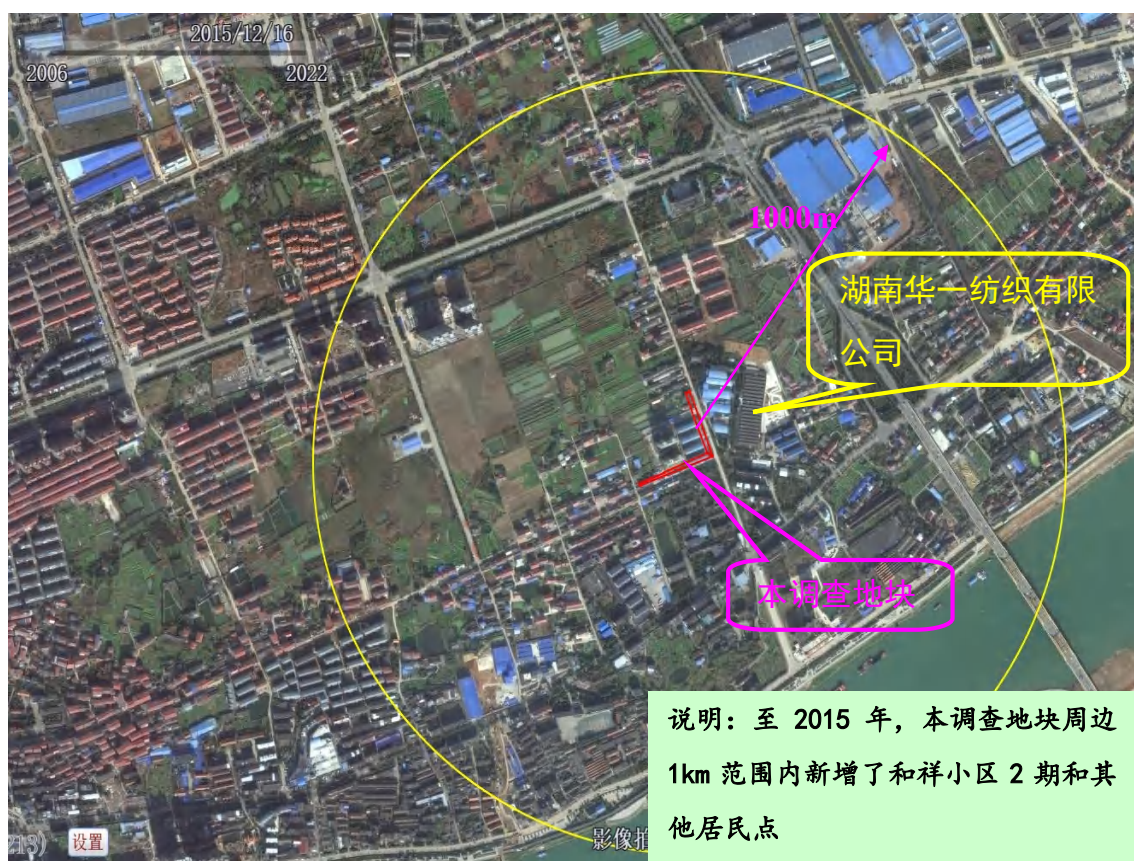 2015/12/16
2006
2022
1000m
湖南华一纺织有限
公司
本调查地块
说明：至 2015 年，本调查地块周边
1km 范围内新增了和祥小区 2 期和其
他居民点
213)
设置
影像拍